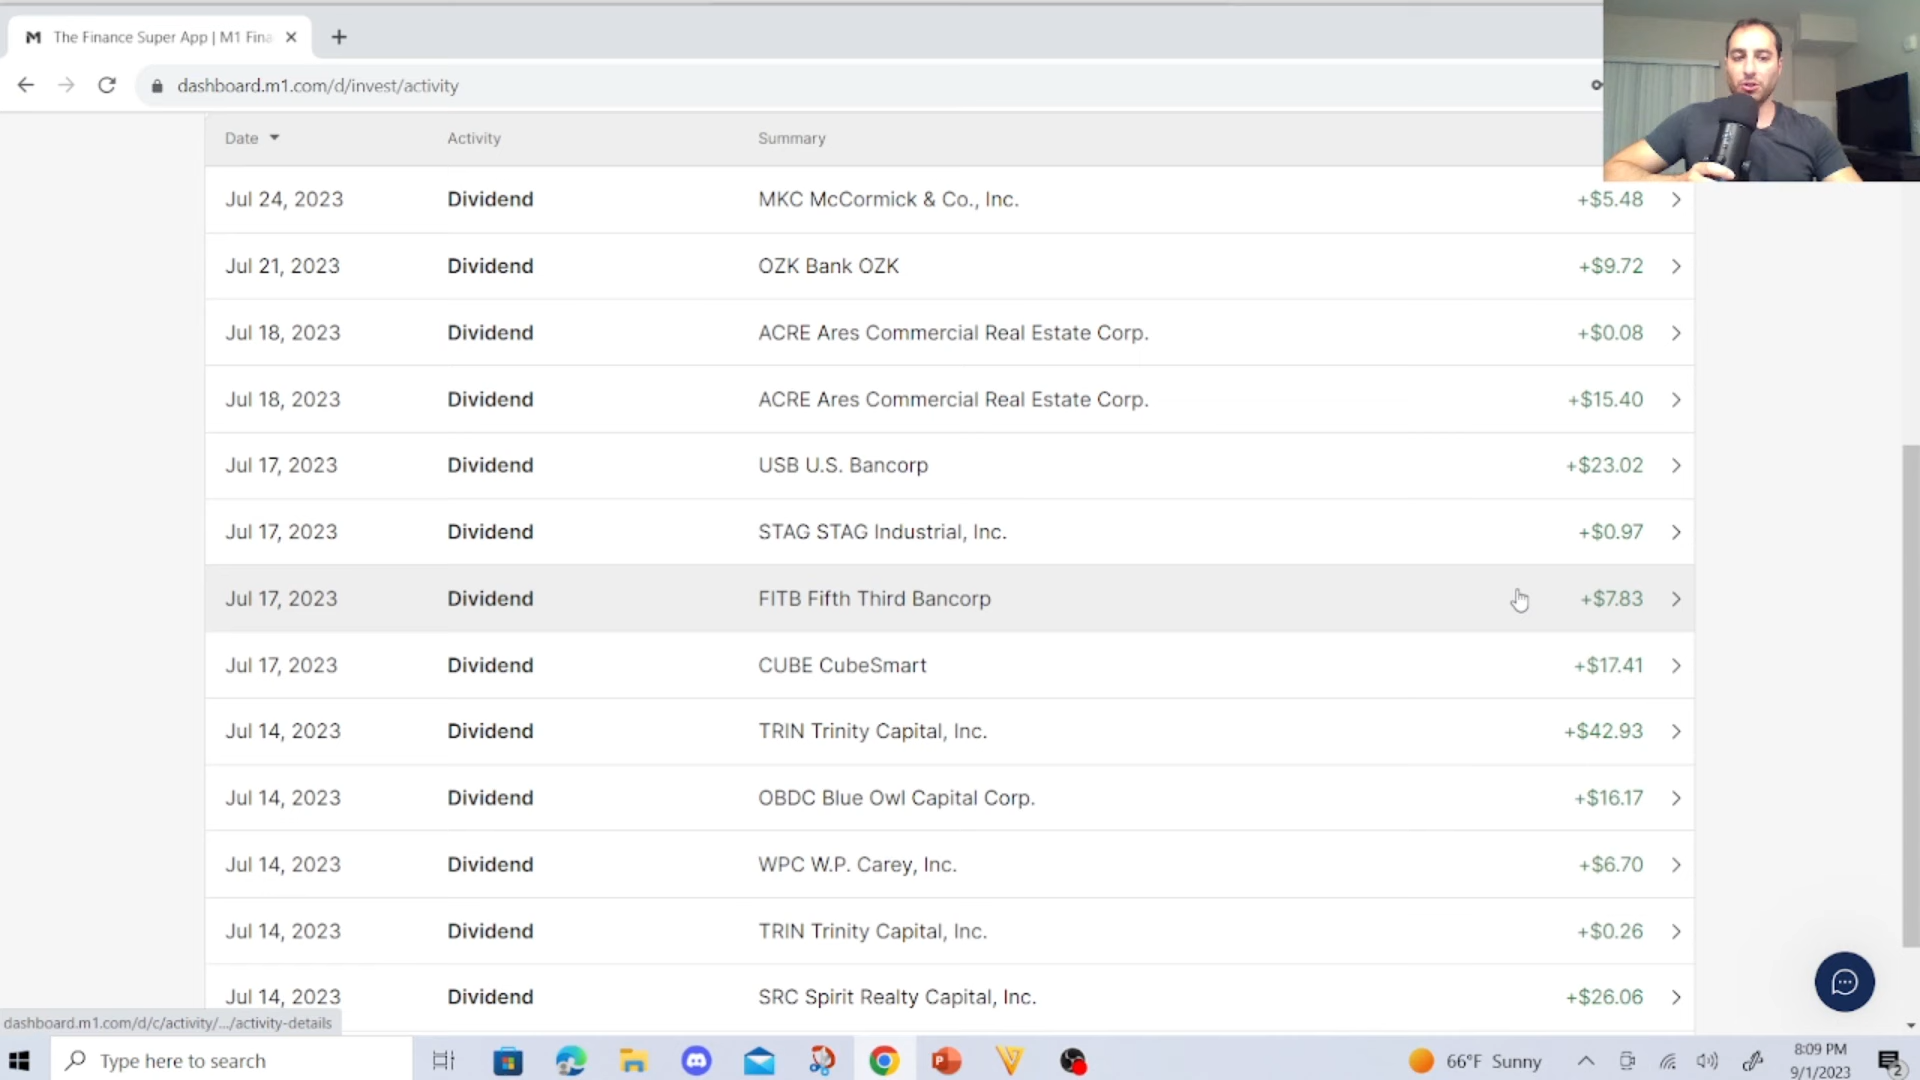 The Finance Super App | M1 Fina
dashboard.m1.com/d/invest/activity
Date Activity Summary
Jul 24, 2023 Dividend MKC McCormick & Co., Inc. +$5.48
Jul 21, 2023 Dividend OZK Bank OZK +$9.72
Jul 18, 2023 Dividend ACRE Ares Commercial Real Estate Corp. +$0.08
Jul 18, 2023 Dividend ACRE Ares Commercial Real Estate Corp. +$15.40
Jul 17, 2023 Dividend USB U.S. Bancorp +$23.02
Jul 17, 2023 Dividend STAG STAG Industrial, Inc. +$0.97
Jul 17, 2023 Dividend FITB Fifth Third Bancorp +$7.83
Jul 17, 2023 Dividend CUBE CubeSmart +$17.41
Jul 14, 2023 Dividend TRIN Trinity Capital, Inc. +$42.93
Jul 14, 2023 Dividend OBDC Blue Owl Capital Corp. +$16.17
Jul 14, 2023 Dividend WPC W.P. Carey, Inc. +$6.70
Jul 14, 2023 Dividend TRIN Trinity Capital, Inc. +$0.26
Jul 14, 2023 Dividend SRC Spirit Realty Capital, Inc. +$26.06
dashboard.m1.com/d/c/activity/.../activity-details
Type here to search
66°F Sunny
8:09 PM
9/1/2023
2